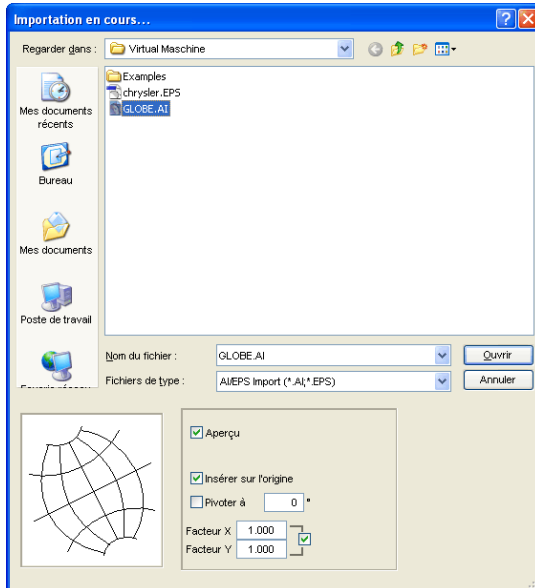 Importation en cours...
Regarder dans :
Virtual Maschine
Mes documents
récents
Bureau
Mes documents
Poste de travail
Examples
chrysler.EPS
GLOBE.AI
Nom du fichier :
GLOBE.AI
Ouvrir
Fichiers de type :
AI/EPS Import (*.AI;*.EPS)
Annuler
Aperçu
Insérer sur l'origine
Pivoter à
0 °
Facteur X
1.000
Facteur Y
1.000